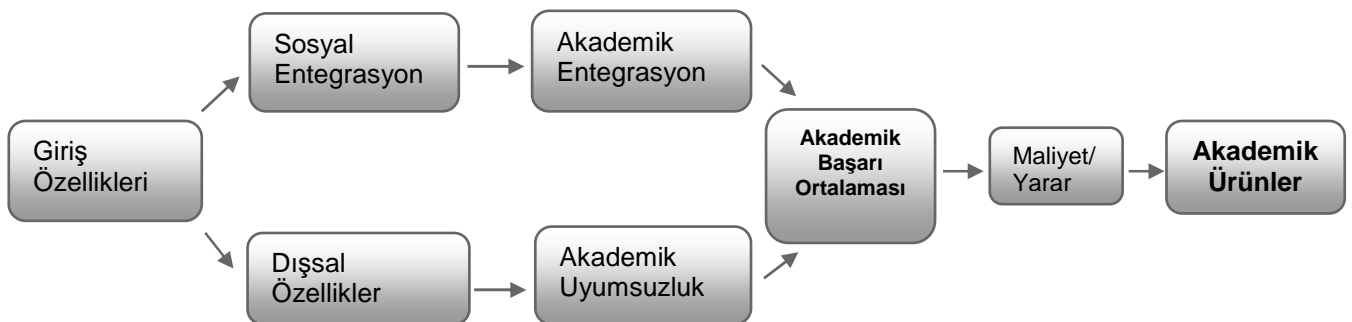 Giriş
Özellikleri
Sosyal
Entegrasyon
Akademik
Entegrasyon
Dışsal
Özellikler
Akademik
Uyumsuzluk
Akademik
Başarı
Ortalaması
Maliyet/
Yarar
Akademik
Ürünler